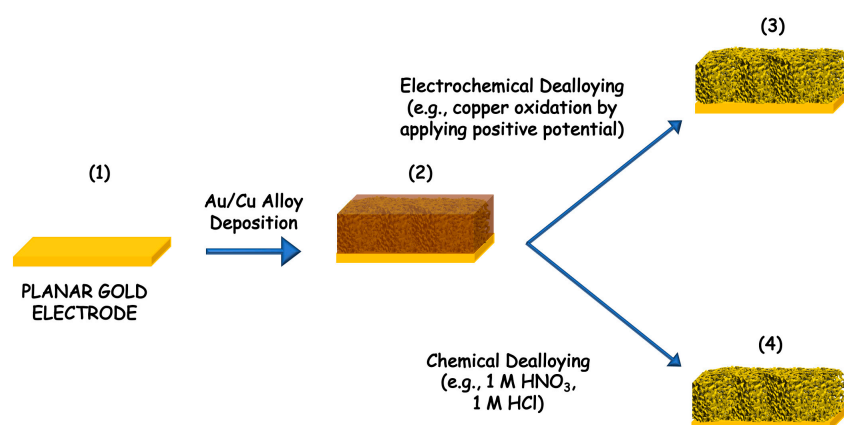 (1)
PLANAR GOLD
ELECTRODE
Au/Cu Alloy
Deposition
(2)
Electrochemical Dealloying
(e.g., copper oxidation by
applying positive potential)
(3)
Chemical Dealloying
(e.g., 1 M HNO₃,
1 M HCl)
(4)